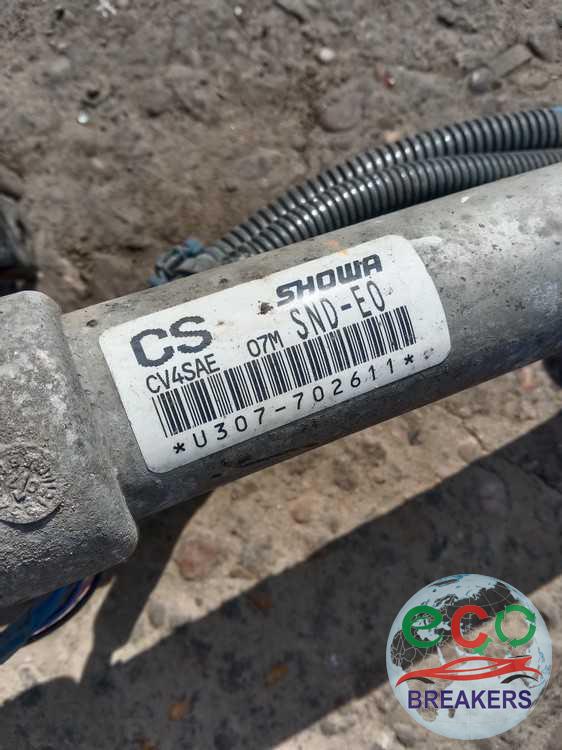 SHOWA
CS
CV4SAE 07M SND-E0
*U307-702611*
eco
BREAKERS